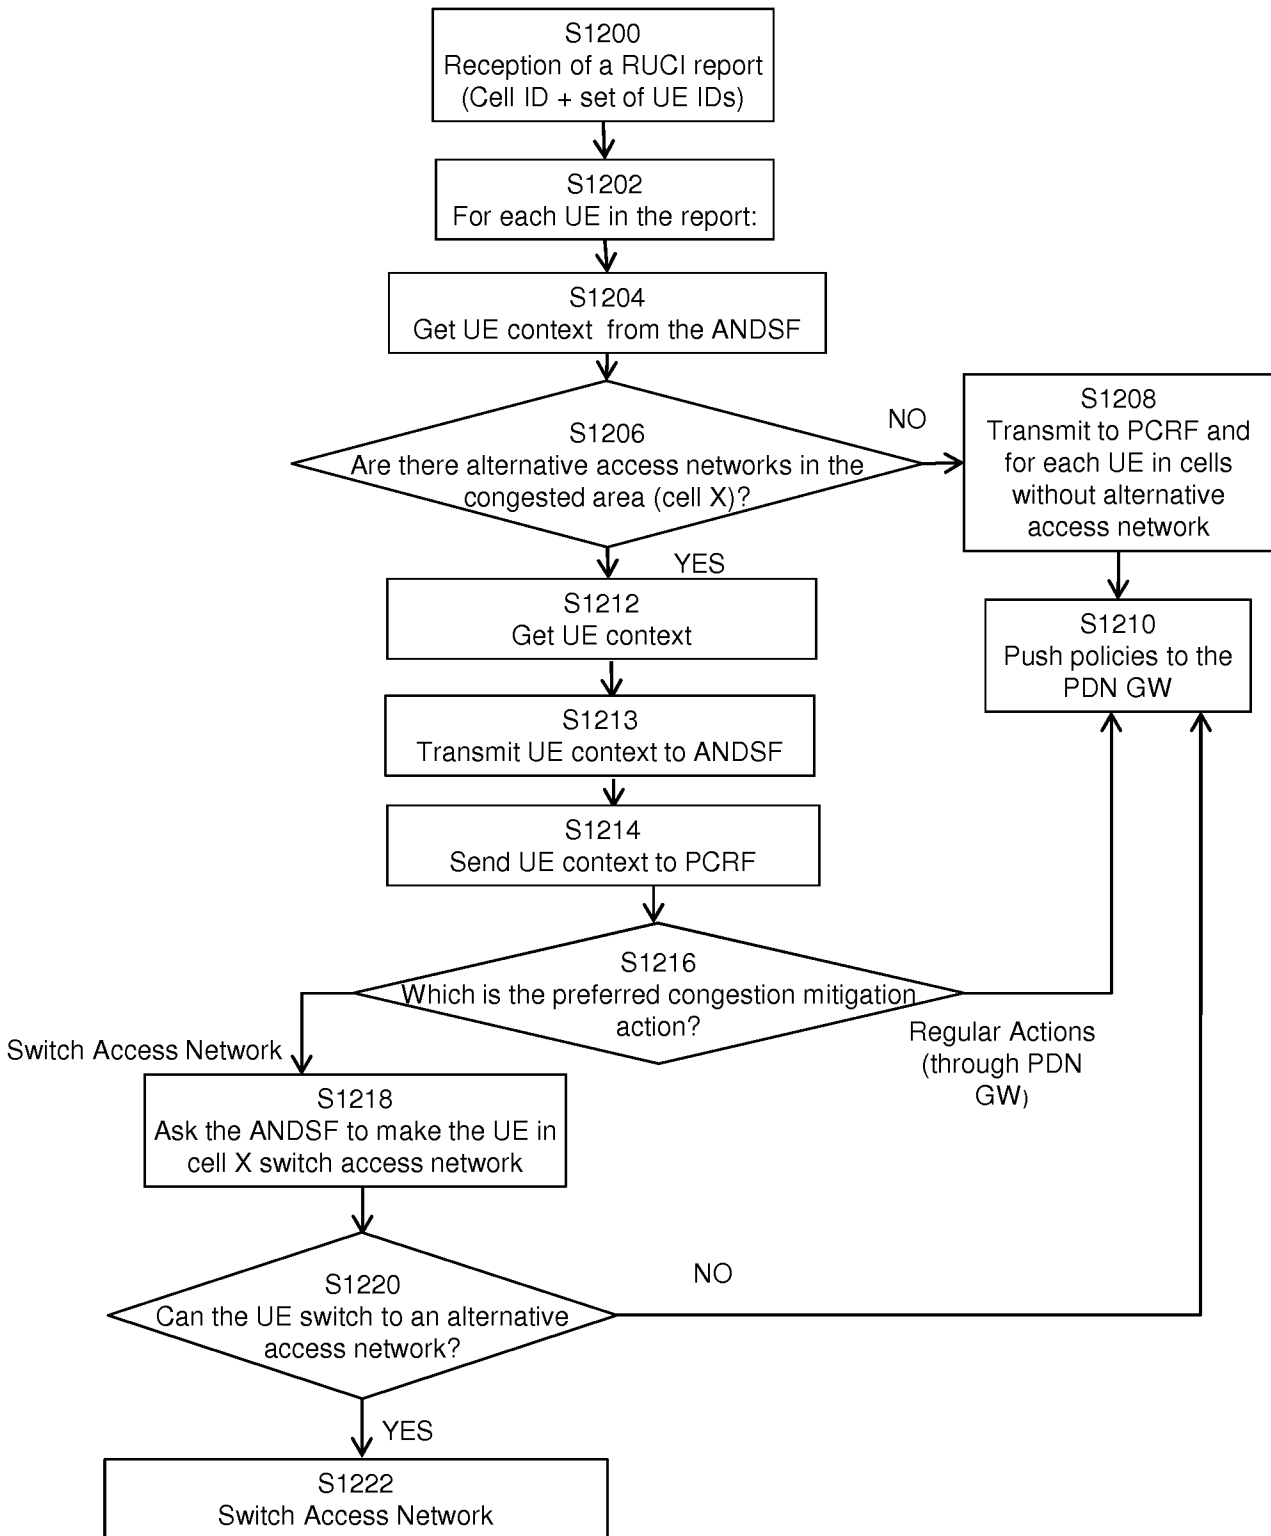 S1200
Reception of a RUCI report
(Cell ID + set of UE IDs)
S1202
For each UE in the report:
S1204
Get UE context from the ANDSF
S1206
Are there alternative access networks in the
congested area (cell X)?
NO
S1208
Transmit to PCRF and
for each UE in cells
without alternative
access network
YES
S1210
Push policies to the
PDN GW
S1212
Get UE context
S1213
Transmit UE context to ANDSF
S1214
Send UE context to PCRF
S1216
Which is the preferred congestion mitigation
action?
Regular Actions
(through PDN
GW)
Switch Access Network
S1218
Ask the ANDSF to make the UE in
cell X switch access network
S1220
Can the UE switch to an alternative
access network?
NO
YES
S1222
Switch Access Network